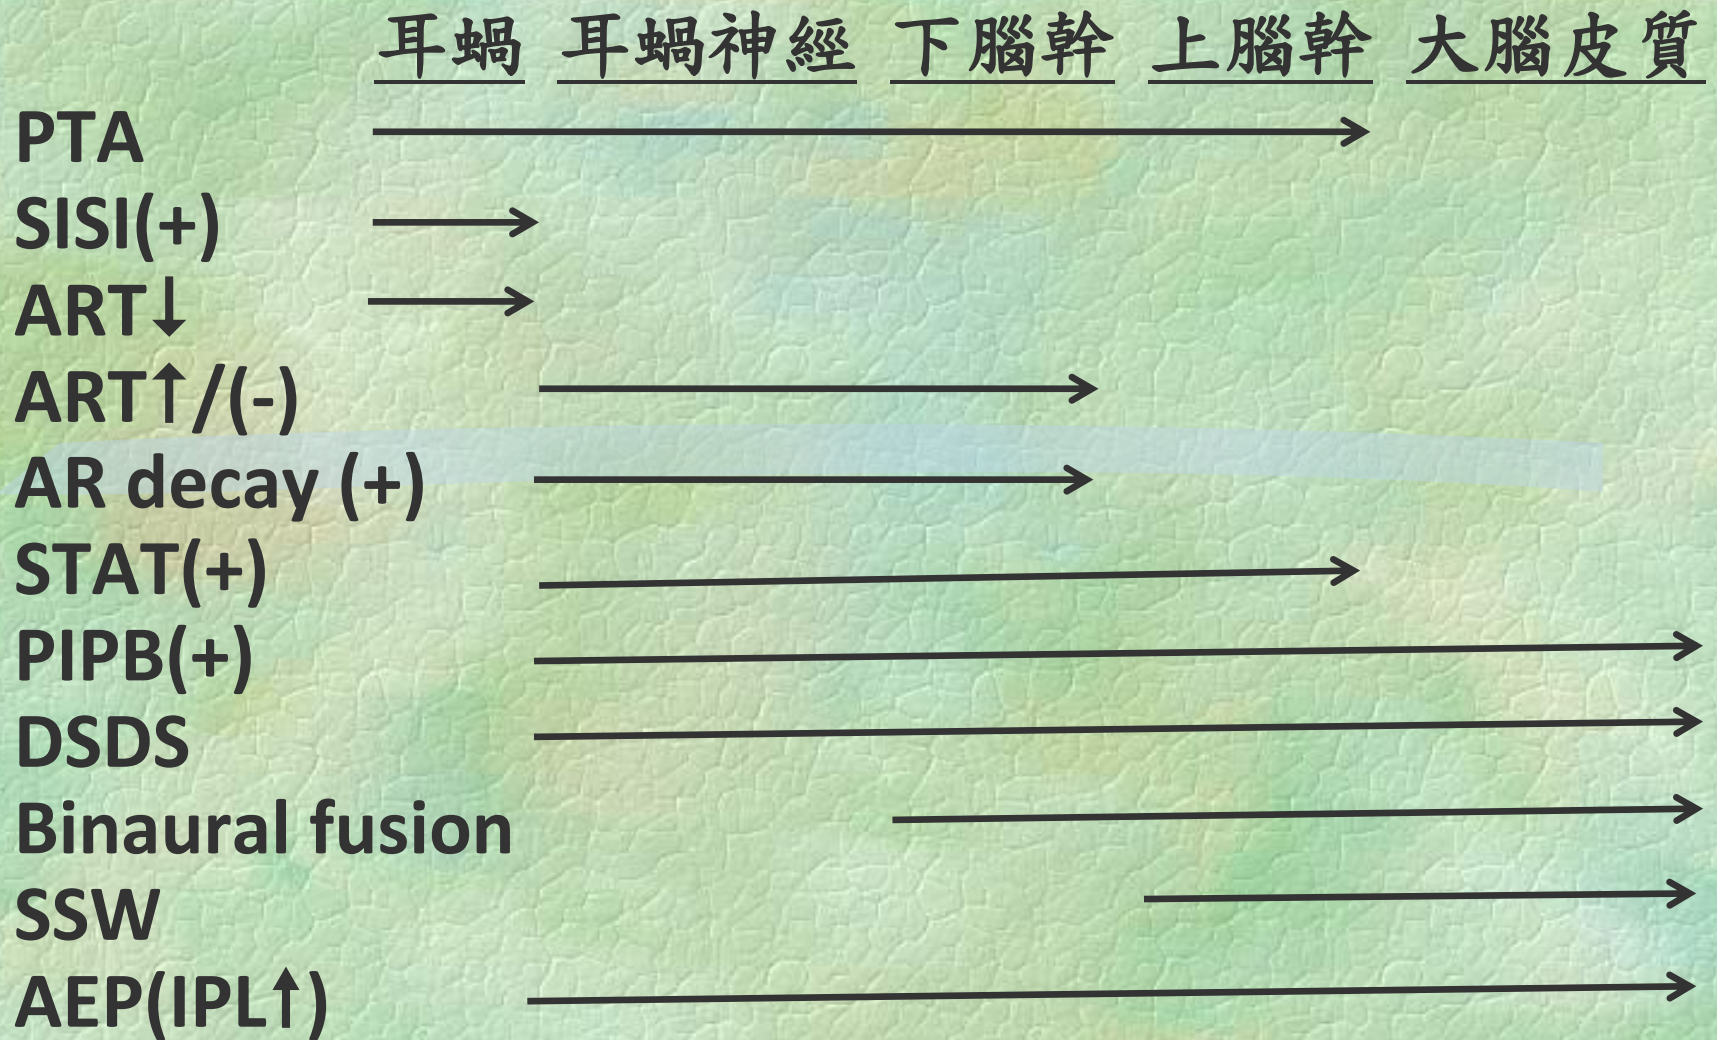 耳蝸 耳蝸神經 下腦幹 上腦幹 大腦皮質
PTA
SISI(+)
ART↓
ART↑/(-)
AR decay (+)
STAT(+)
PIPB(+)
DSDS
Binaural fusion
SSW
AEP(IPL↑)